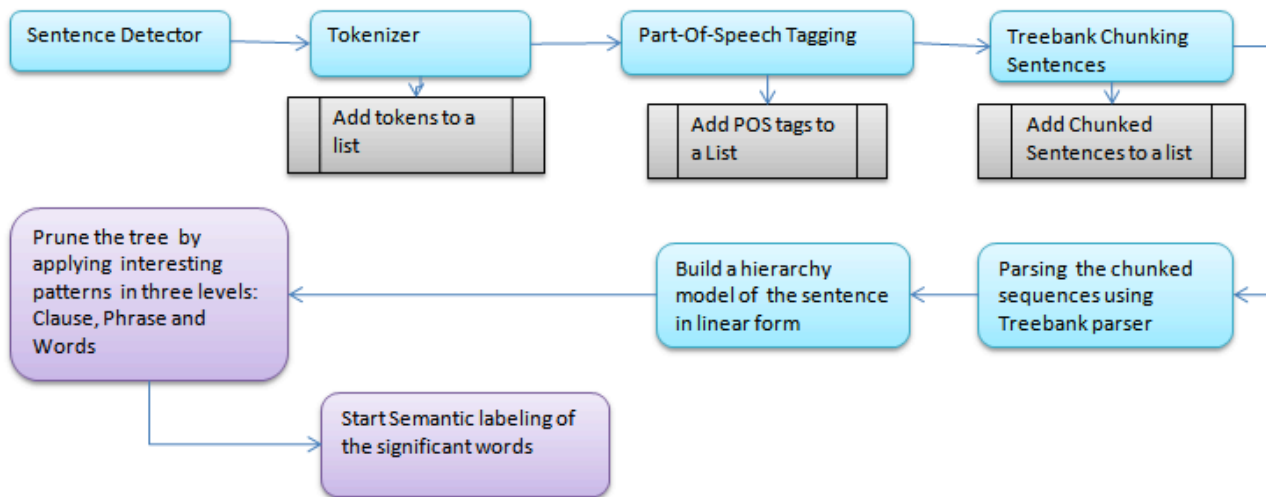 Sentence Detector
Tokenizer
Part-Of-Speech Tagging
Treebank Chunking
Sentences
Add tokens to a
list
Add POS tags to
a List
Add Chunked
Sentences to a list
Prune the tree by
applying interesting
patterns in three levels:
Clause, Phrase and
Words
Build a hierarchy
model of the sentence
in linear form
Parsing the chunked
sequences using
Treebank parser
Start Semantic labeling of
the significant words